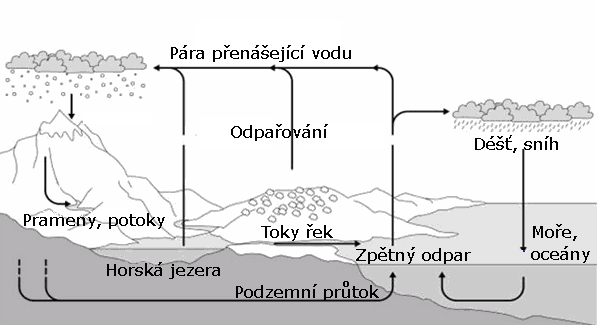 Pára přenášející vodu
Odpařování
Déšť, sníh
Prameny, potoky
Toky řek
Zpětný odpar
Moře,
oceány
Horská jezera
Podzemní průtok